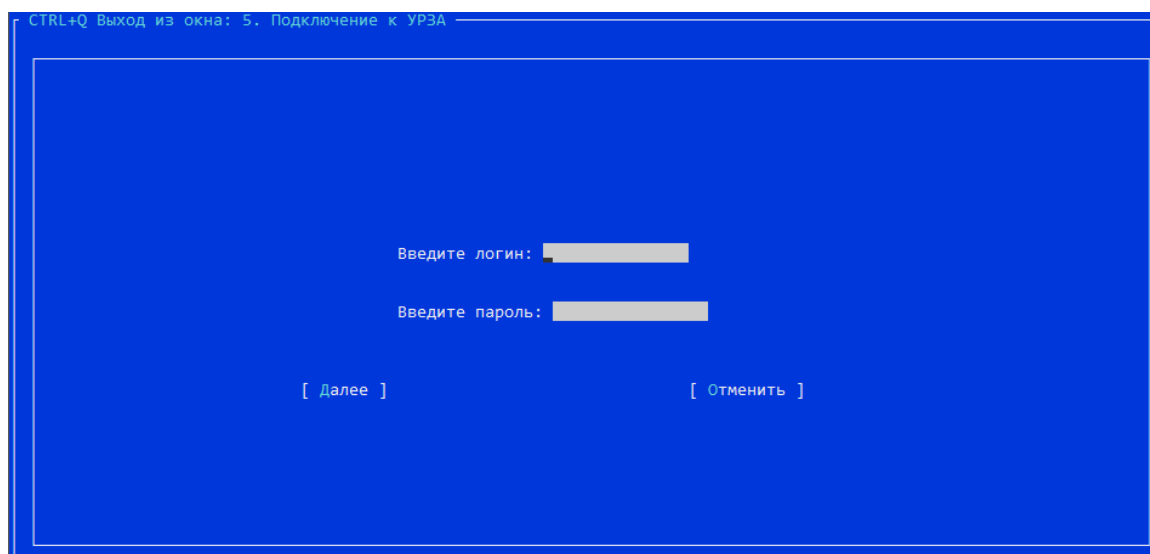 CTRL+Q Выход из окна: 5. Подключение к УРЗА
Введите логин:
Введите пароль:
[ Далее ] [ Отменить ]